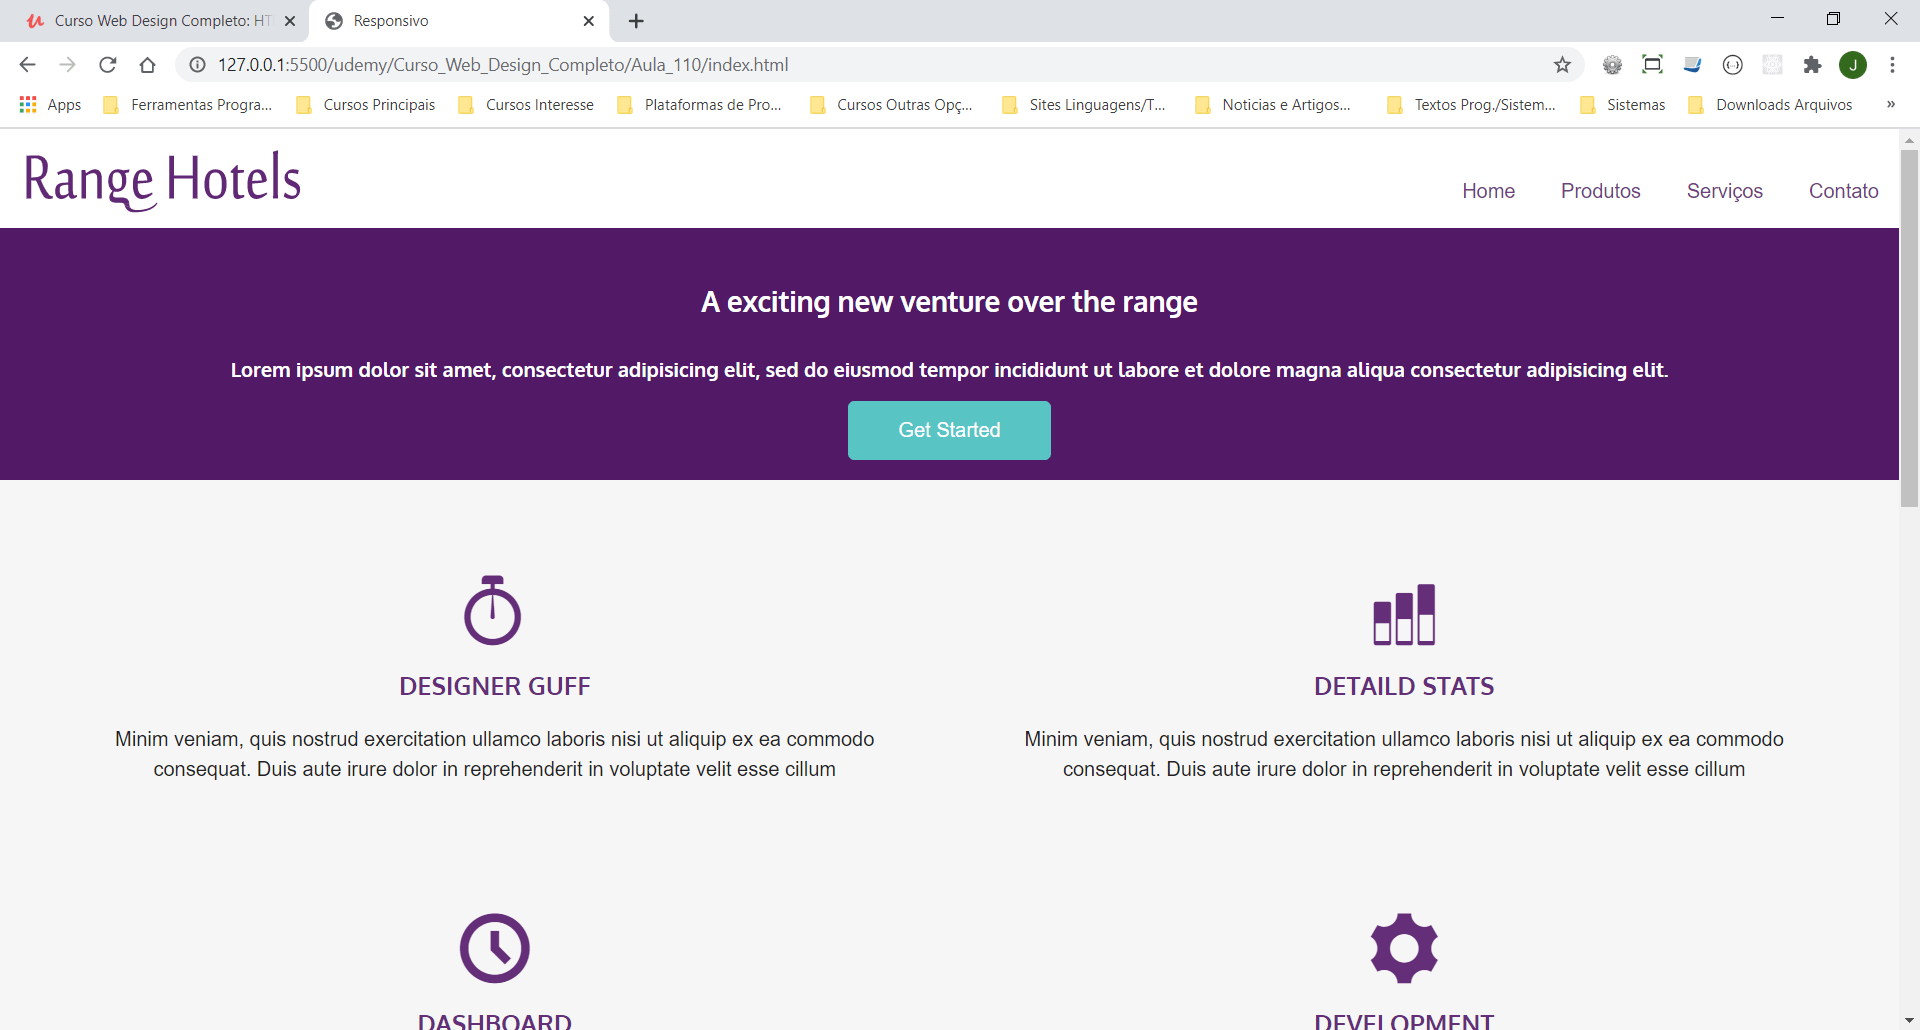 Curso Web Design Completo: HT
Responsivo
127.0.0.1:5500/udemy/Curso_Web_Design_Completo/Aula_110/index.html
J
Apps
Ferramentas Progra...
Cursos Principais
Cursos Interesse
Plataformas de Pro...
Cursos Outras Opç...
Sites Linguagens/T...
Noticias e Artigos...
Textos Prog./Sistem...
Sistemas
Downloads Arquivos
»
Range Hotels
Home
Produtos
Serviços
Contato
A exciting new venture over the range
Lorem ipsum dolor sit amet, consectetur adipisicing elit, sed do eiusmod tempor incididunt ut labore et dolore magna aliqua consectetur adipisicing elit.
Get Started
DESIGNER GUFF
Minim veniam, quis nostrud exercitation ullamco laboris nisi ut aliquip ex ea commodo
consequat. Duis aute irure dolor in reprehenderit in voluptate velit esse cillum
DETAILD STATS
Minim veniam, quis nostrud exercitation ullamco laboris nisi ut aliquip ex ea commodo
consequat. Duis aute irure dolor in reprehenderit in voluptate velit esse cillum
DASHBOARD
DEVELOPMENT